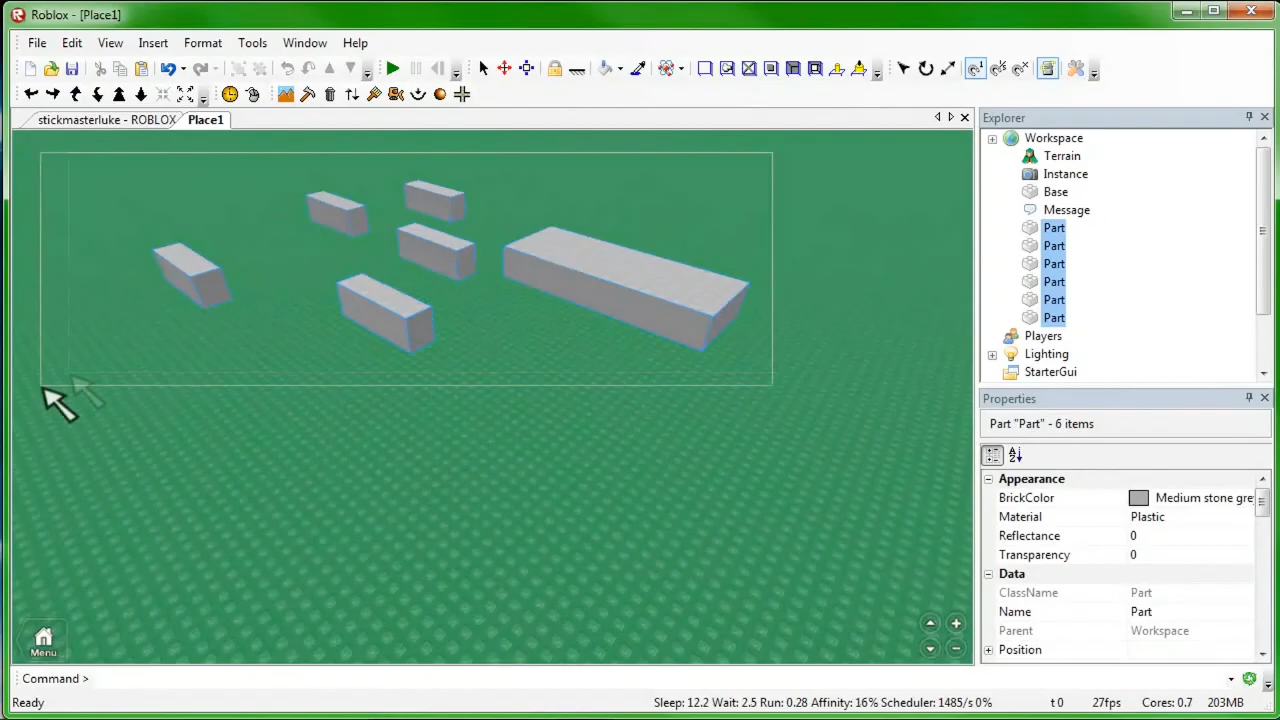 Roblox - [Place1]
File Edit View Insert Format Tools Window Help
stickmasterluke - ROBLOX Place1
Explorer
Workspace
Terrain
Instance
Base
Message
Part
Part
Part
Part
Part
Part
Players
Lighting
StarterGui
Properties
Part "Part" - 6 items
Appearance
BrickColor Medium stone gre
Material Plastic
Reflectance 0
Transparency 0
Data
ClassName Part
Name Part
Parent Workspace
Position
Menu
Command >
Ready Sleep: 12.2 Wait: 2.5 Run: 0.28 Affinity: 16% Scheduler: 1485/s 0% t 0 27fps Cores: 0.7 203MB